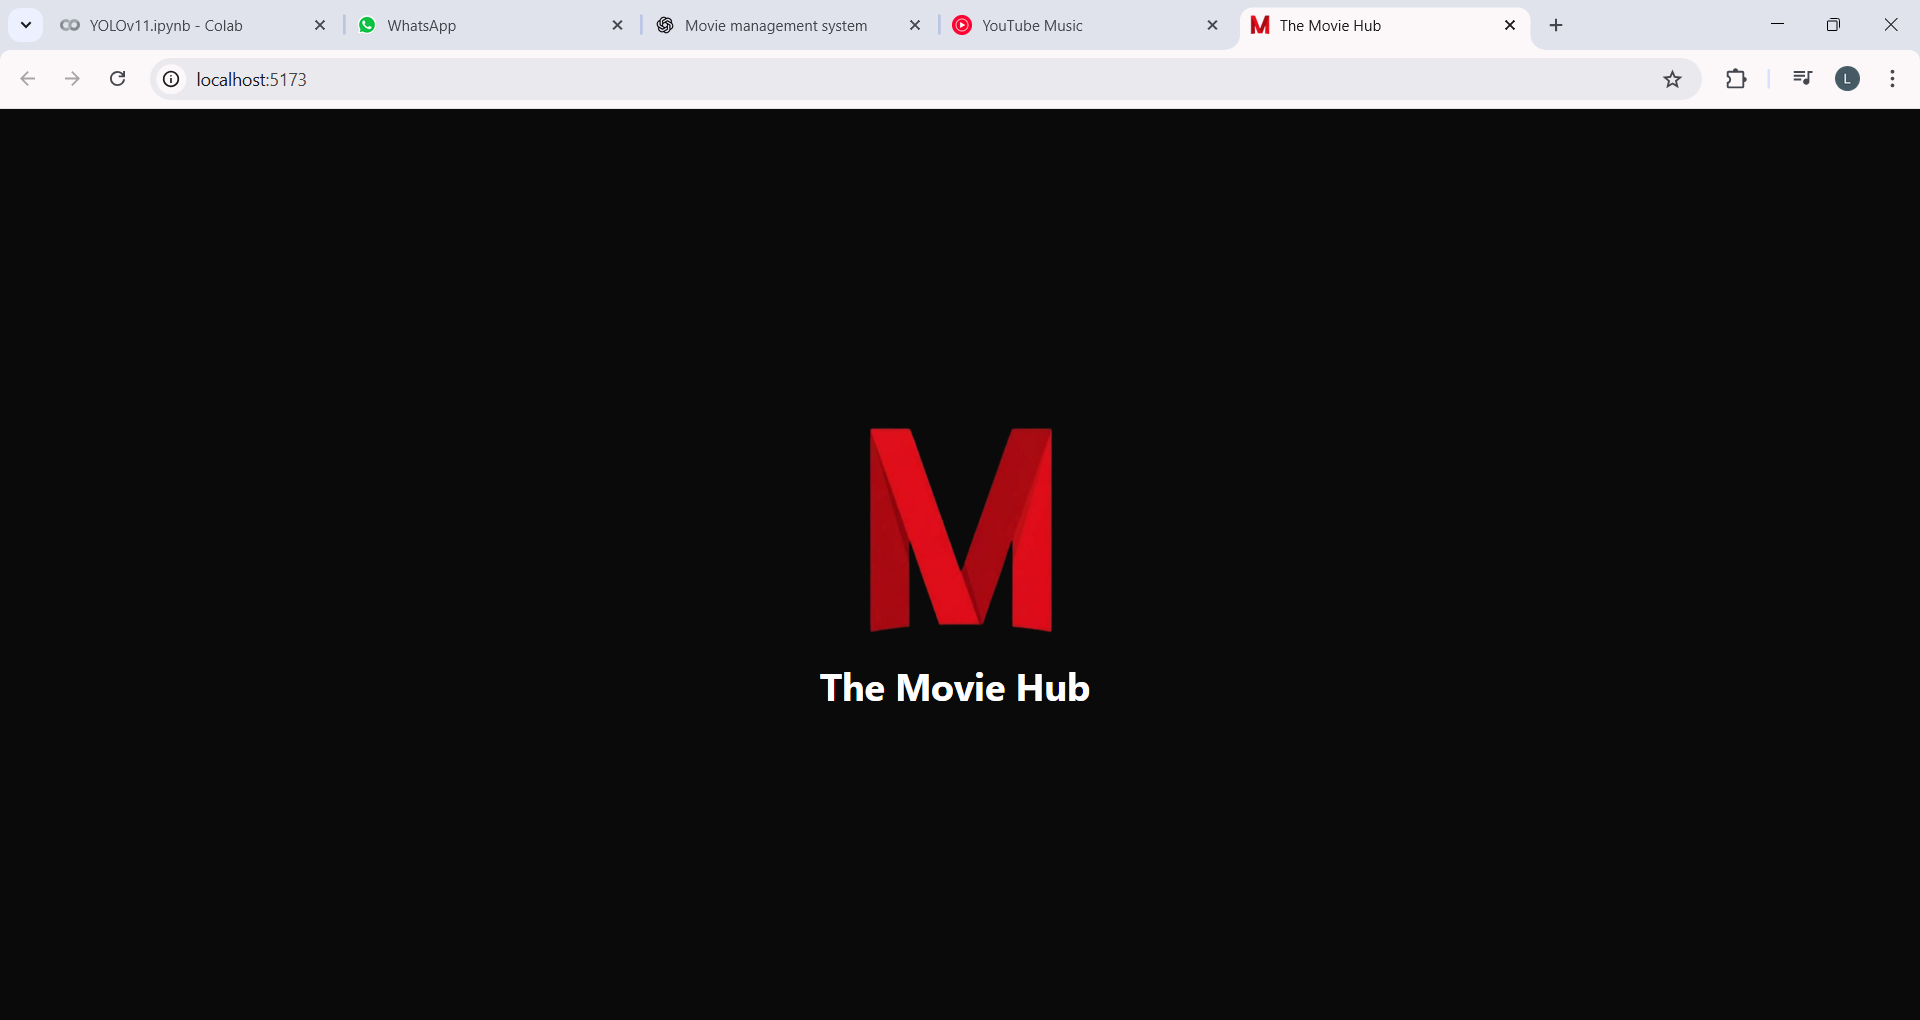 YOLOv11.ipynb - Colab
WhatsApp
Movie management system
YouTube Music
The Movie Hub
localhost:5173
L
M
The Movie Hub